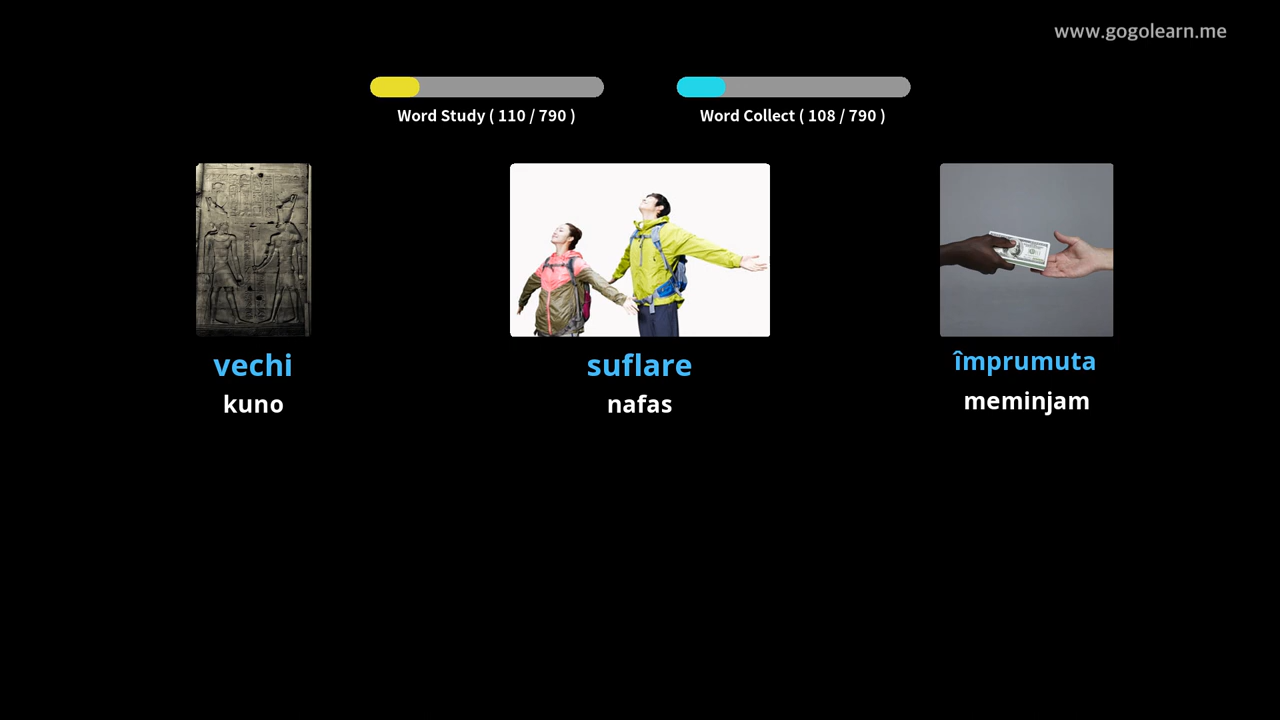 www.gogolearn.me
Word Study ( 110 / 790 )
Word Collect ( 108 / 790 )
vechi
kuno
suflare
nafas
împrumuta
meminjam